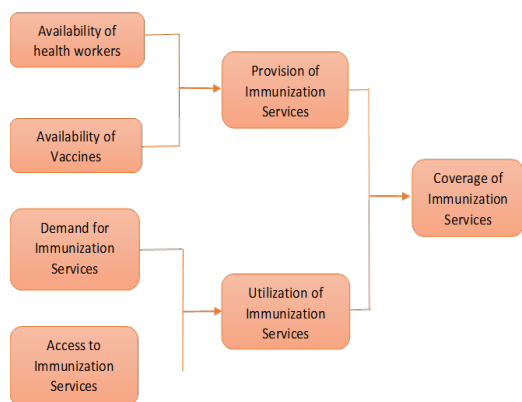 Availability of
health workers
Provision of
Immunization
Services
Availability of
Vaccines
Coverage of
Immunization
Services
Demand for
Immunization
Services
Utilization of
Immunization
Services
Access to
Immunization
Services